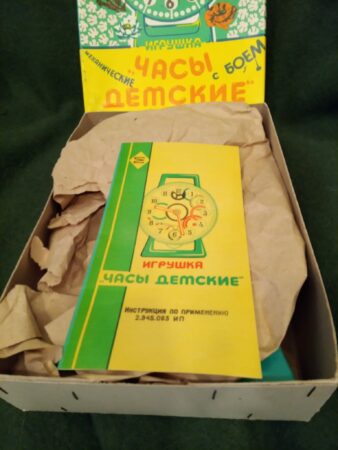 ИГРУШКА
МЕХАНИЧЕСКИЕ
"ЧАСЫ
С БОЕМ
ДЕТСКИЕ"
ИГРУШКА
"ЧАСЫ ДЕТСКИЕ"
ИНСТРУКЦИЯ ПО ПРИМЕНЕНИЮ
2.945.083 ИП